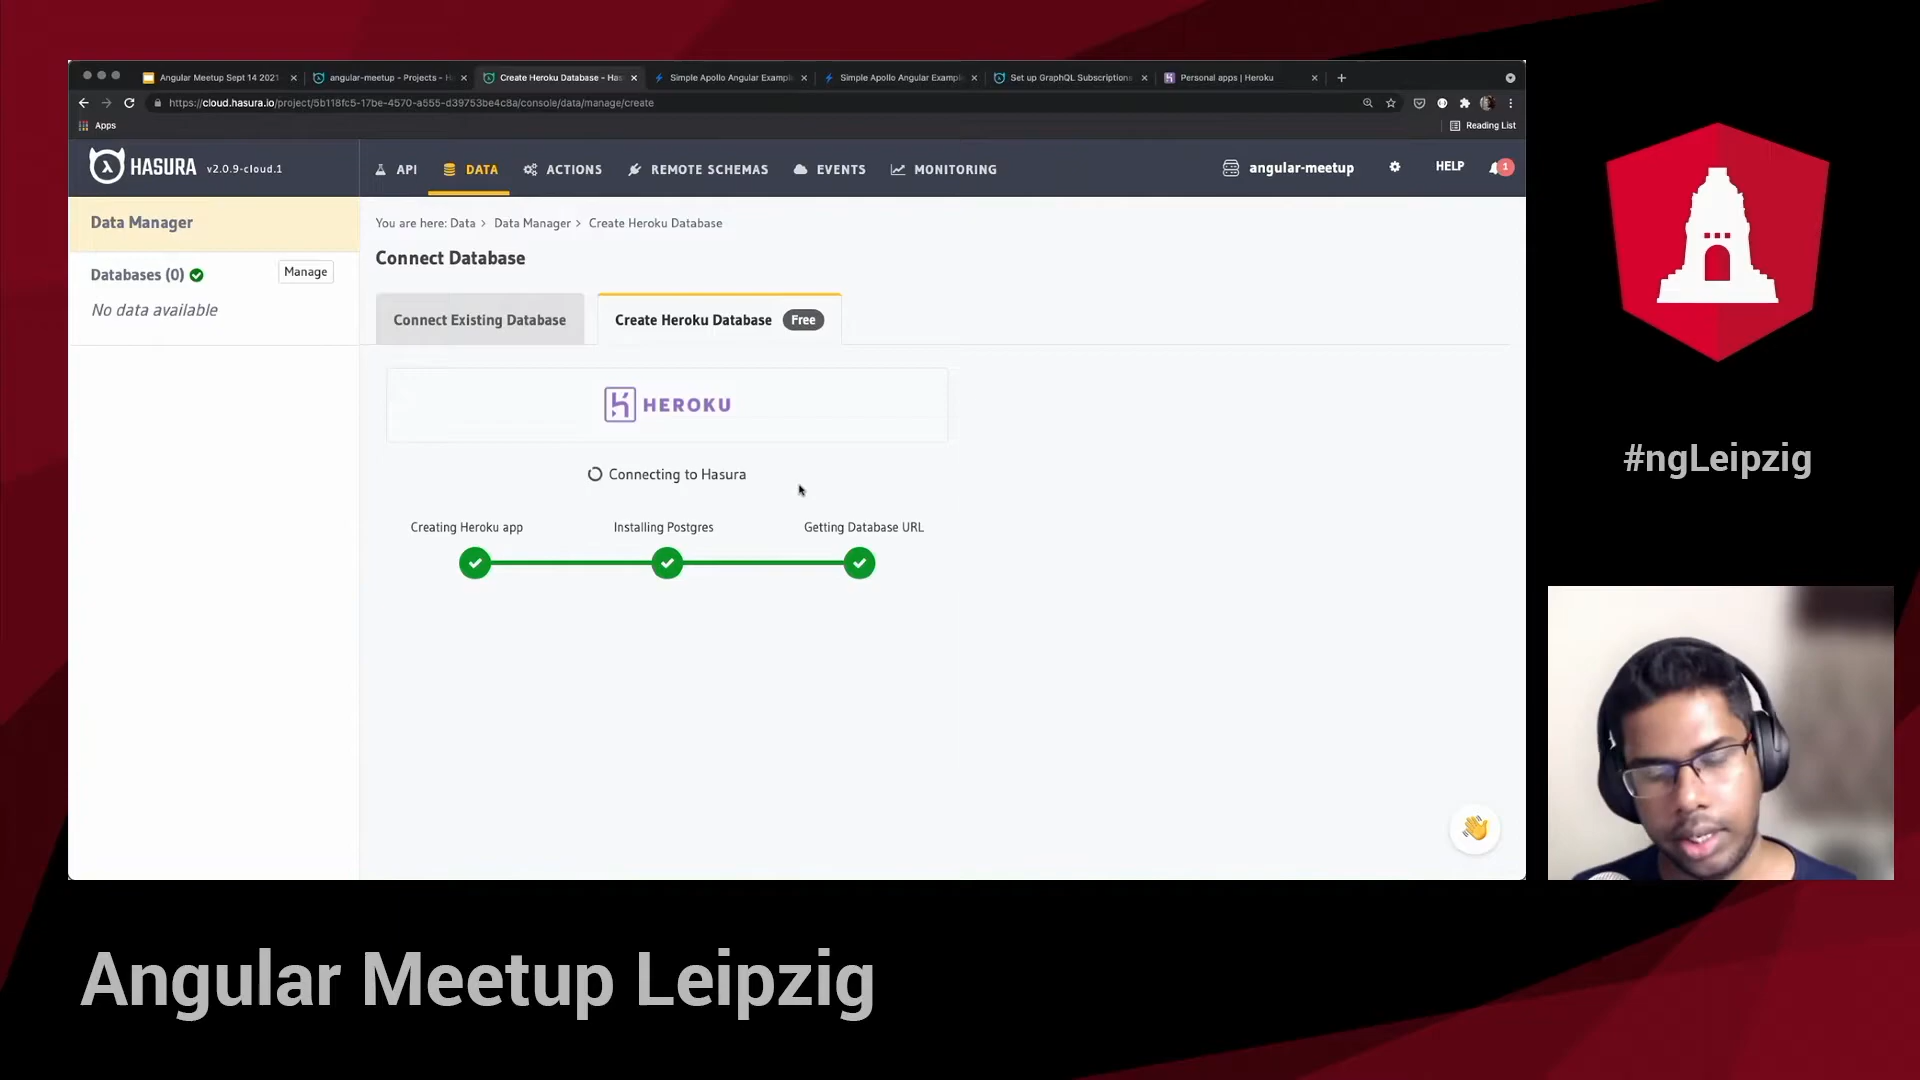 Angular Meetup Sept 14 2021
angular-meetup - Projects - H
Create Heroku Database - Has
Simple Apollo Angular Example
Simple Apollo Angular Example
Set up GraphQL Subscriptions
Personal apps | Heroku
https://cloud.hasura.io/project/5b118fc5-17be-4570-a555-d39753be4c8a/console/data/manage/create
Apps
Reading List
HASURA v2.0.9-cloud.1
API
DATA
ACTIONS
REMOTE SCHEMAS
EVENTS
MONITORING
angular-meetup
HELP
1
Data Manager
Databases (0)
Manage
No data available
You are here: Data > Data Manager > Create Heroku Database
Connect Database
Connect Existing Database
Create Heroku Database Free
HEROKU
Connecting to Hasura
Creating Heroku app
Installing Postgres
Getting Database URL
#ngLeipzig
Angular Meetup Leipzig